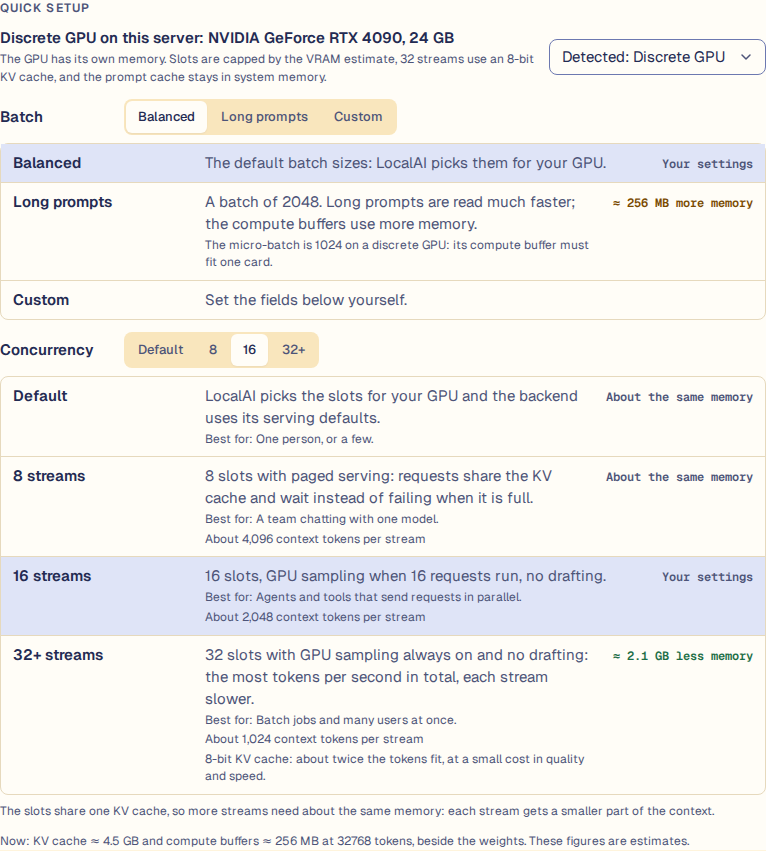 QUICK SETUP
Discrete GPU on this server: NVIDIA GeForce RTX 4090, 24 GB
The GPU has its own memory. Slots are capped by the VRAM estimate, 32 streams use an 8-bit
KV cache, and the prompt cache stays in system memory.
Detected: Discrete GPU
Batch
Balanced Long prompts Custom
Balanced The default batch sizes: LocalAI picks them for your GPU. Your settings
Long prompts A batch of 2048. Long prompts are read much faster; ≈ 256 MB more memory
the compute buffers use more memory.
The micro-batch is 1024 on a discrete GPU: its compute buffer must
fit one card.
Custom Set the fields below yourself.
Concurrency
Default 8 16 32+
Default LocalAI picks the slots for your GPU and the backend About the same memory
uses its serving defaults.
Best for: One person, or a few.
8 streams 8 slots with paged serving: requests share the KV About the same memory
cache and wait instead of failing when it is full.
Best for: A team chatting with one model.
About 4,096 context tokens per stream
16 streams 16 slots, GPU sampling when 16 requests run, no drafting. Your settings
Best for: Agents and tools that send requests in parallel.
About 2,048 context tokens per stream
32+ streams 32 slots with GPU sampling always on and no drafting: ≈ 2.1 GB less memory
the most tokens per second in total, each stream
slower.
Best for: Batch jobs and many users at once.
About 1,024 context tokens per stream
8-bit KV cache: about twice the tokens fit, at a small cost in quality
and speed.
The slots share one KV cache, so more streams need about the same memory: each stream gets a smaller part of the context.
Now: KV cache ≈ 4.5 GB and compute buffers ≈ 256 MB at 32768 tokens, beside the weights. These figures are estimates.